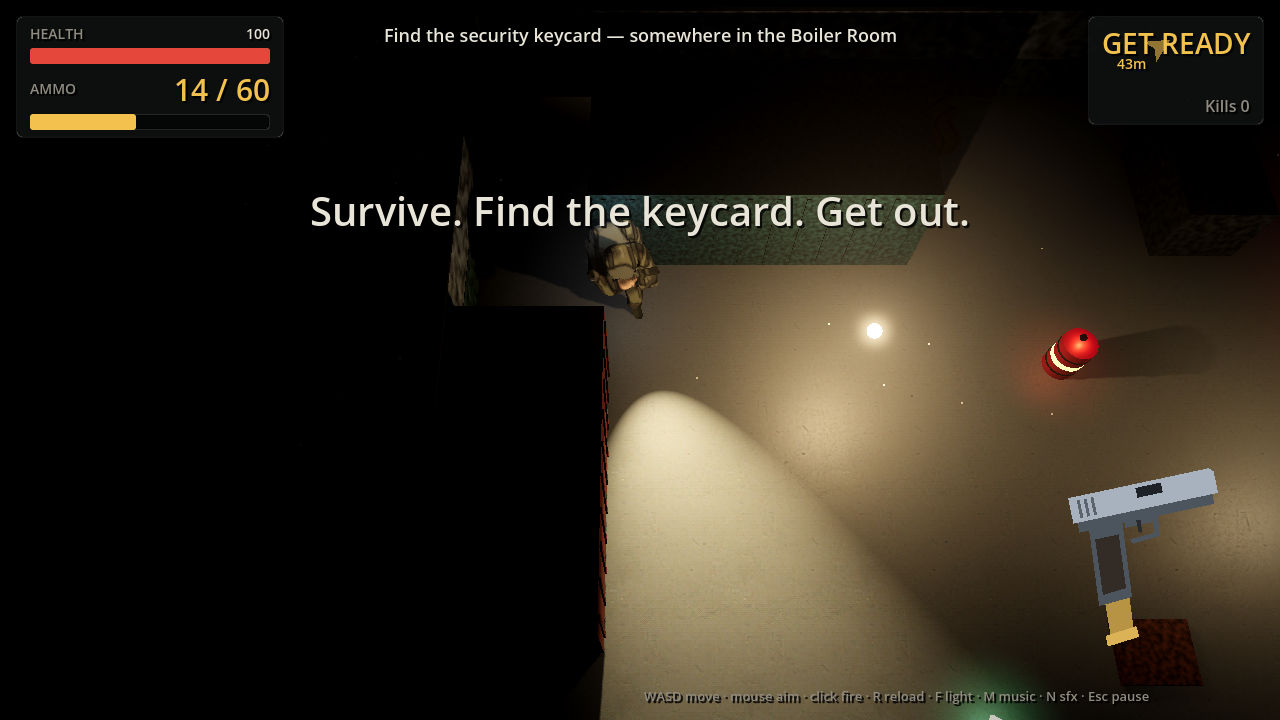 HEALTH 100
AMMO 14 / 60
Find the security keycard — somewhere in the Boiler Room
GET READY
43m
Kills 0
Survive. Find the keycard. Get out.
WASD move · mouse aim · click fire · R reload · F light · M music · N sfx · Esc pause